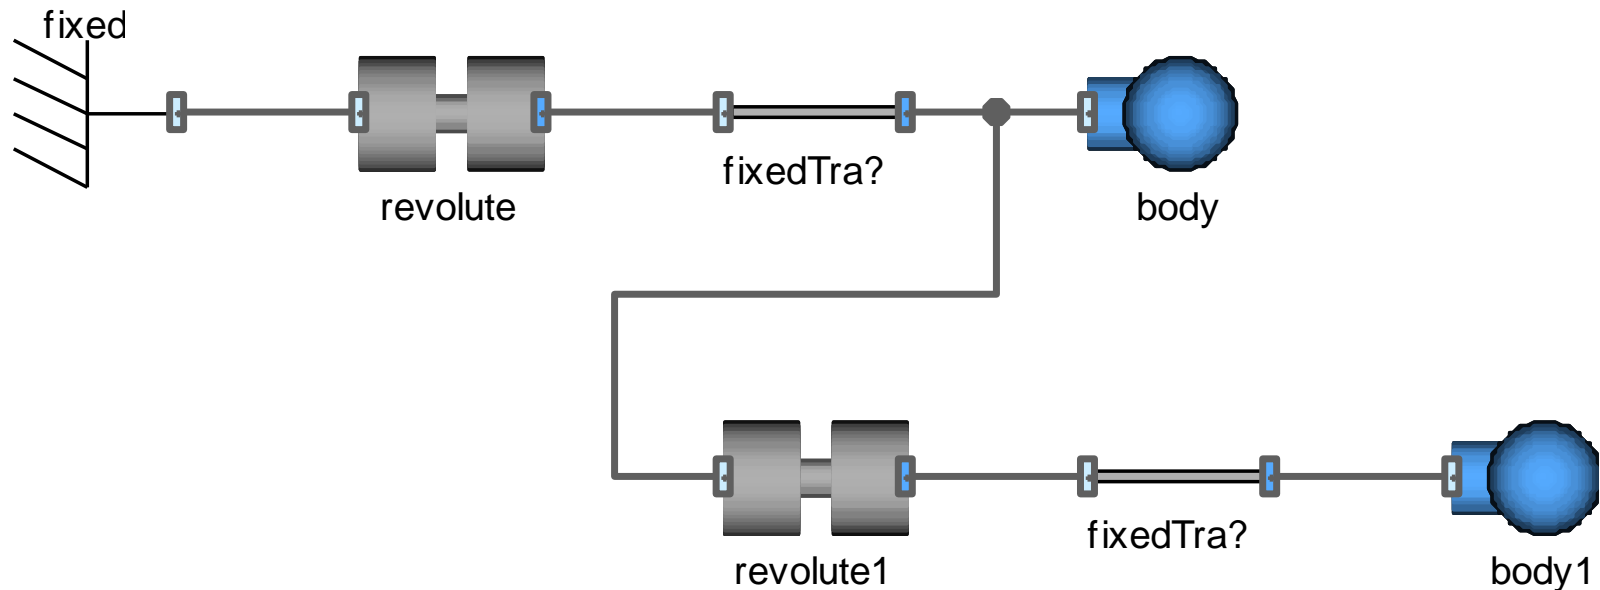 fixed
fixedTra?
revolute
body
fixedTra?
revolute1
body1